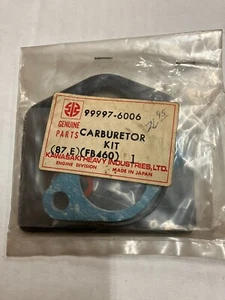 99997-6006
GENUINE
PARTS
CARBURETOR
KIT
(87.E)(FB460) 1
KAWASAKI HEAVY INDUSTRIES,LTD.
ENGINE DIVISION MADE IN JAPAN